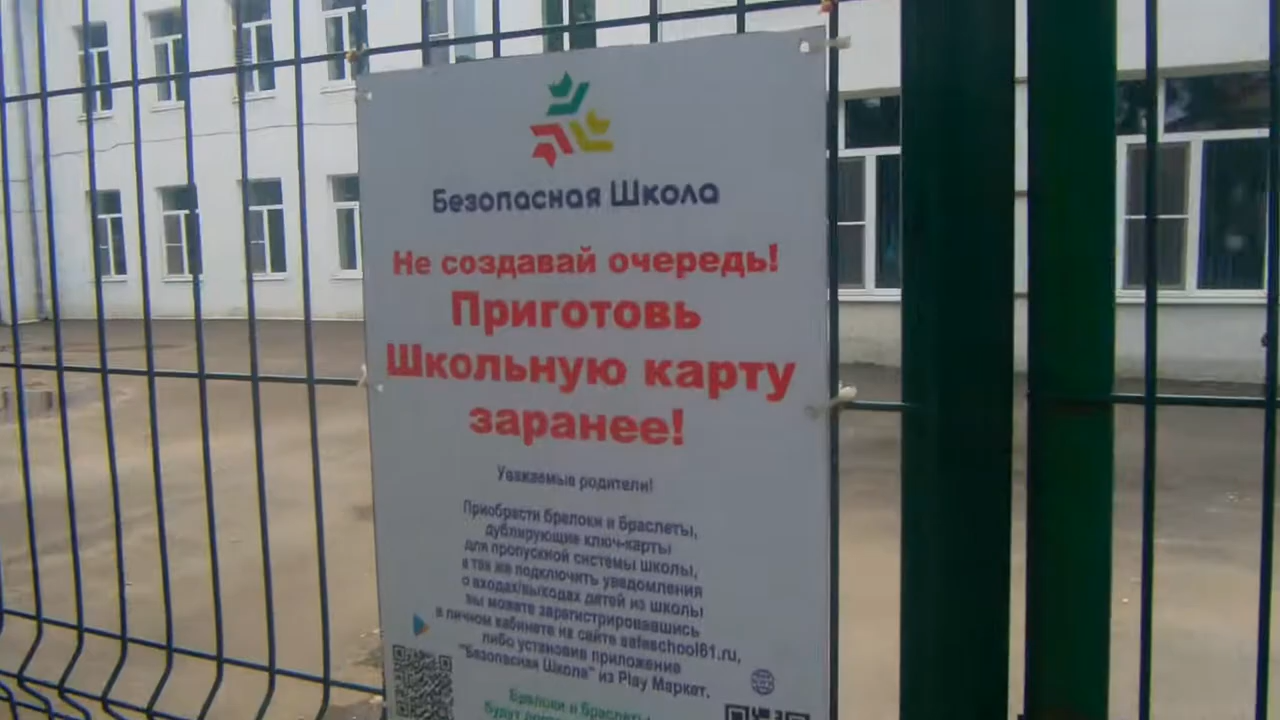 Безопасная Школа
Не создавай очередь!
Приготовь
Школьную карту
заранее!
Уважаемые родители!
Приобрести брелоки и браслеты,
дублирующие ключ-карты
для пропускной системы школы,
а так же подключить уведомления
о входах/выходах детей из школы
вы можете зарегистрировавшись
в личном кабинете на сайте safeschool61.ru,
либо установив приложение
"Безопасная Школа" из Play Маркет.
Брелоки и браслеты
будут